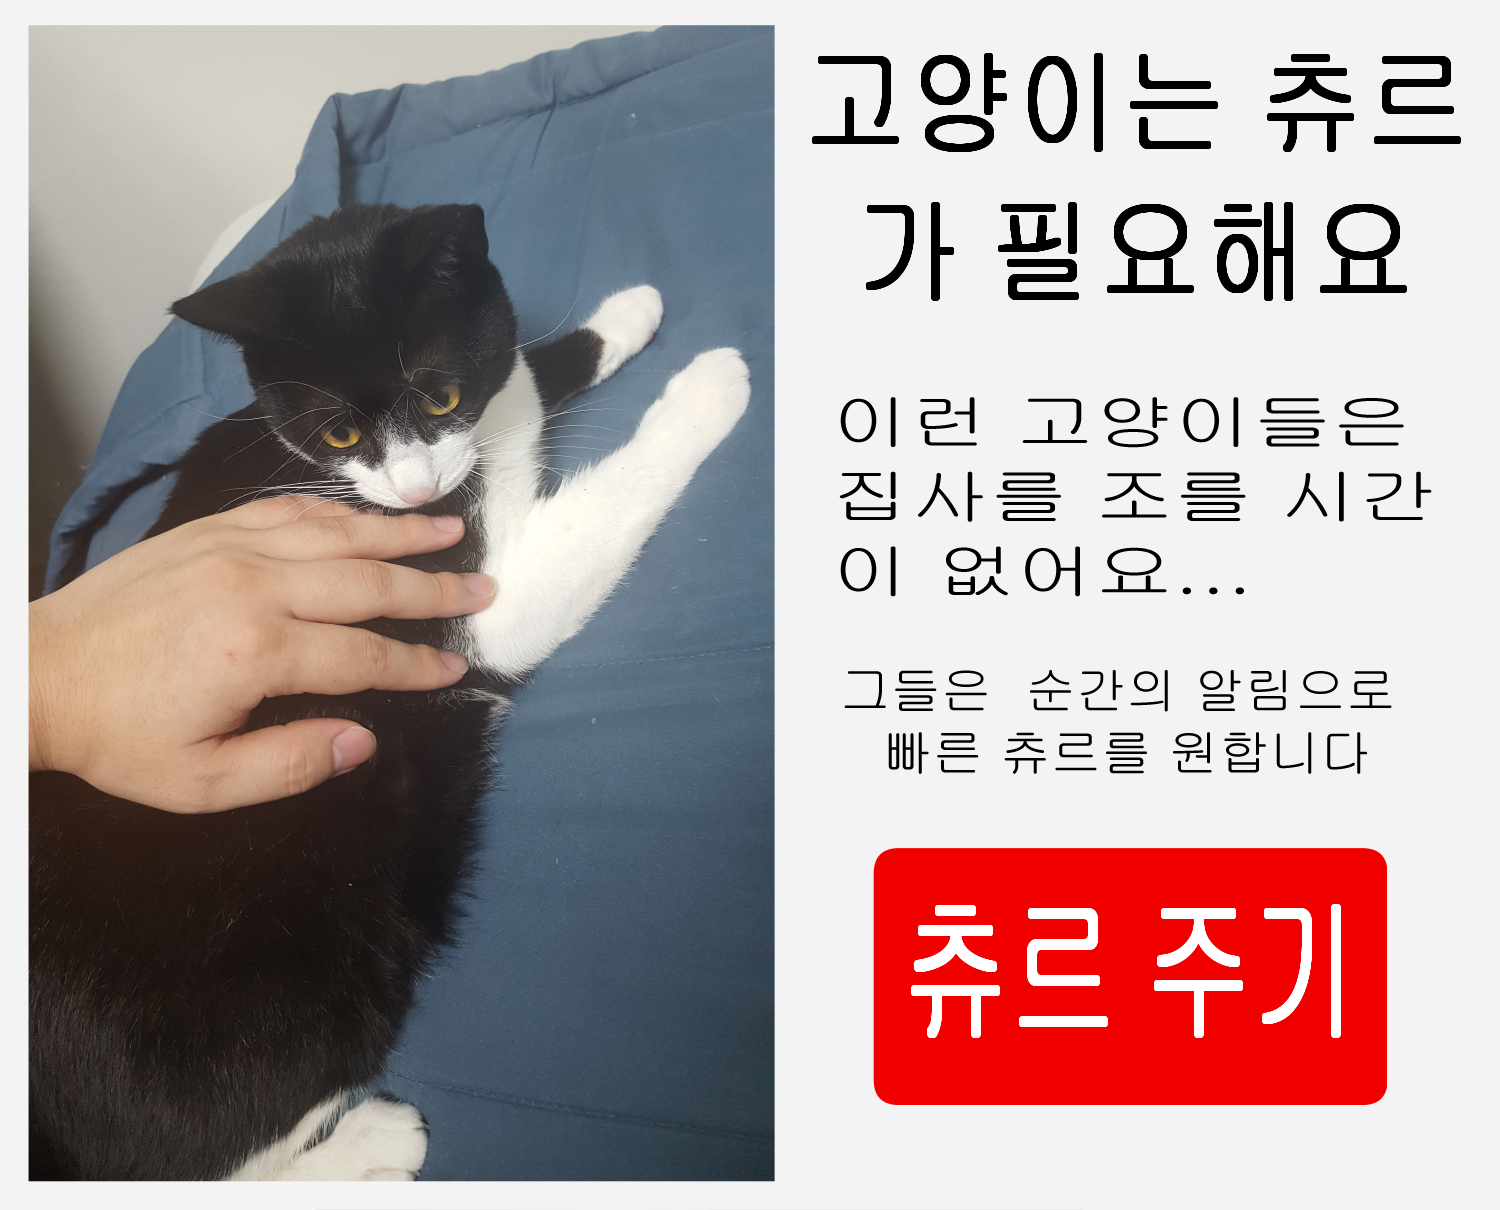 고양이는 츄르
가 필요해요
이런 고양이들은
집사를 조를 시간
이 없어요...
그들은 순간의 알림으로
빠른 츄르를 원합니다
츄르 주기